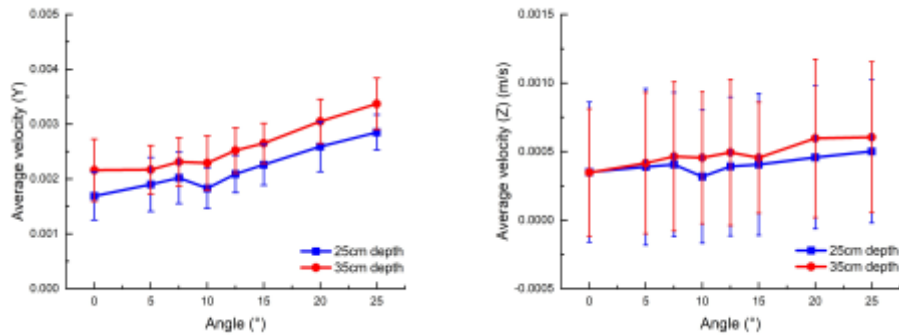 0.005
0.004
0.003
0.002
0.001
0.000
Average velocity (Y)
0 5 10 15 20 25
Angle (°)
25cm depth
35cm depth
0.0015
0.0010
0.0005
0.0000
-0.0005
Average velocity (Z) (m/s)
0 5 10 15 20 25
Angle (°)
25cm depth
35cm depth